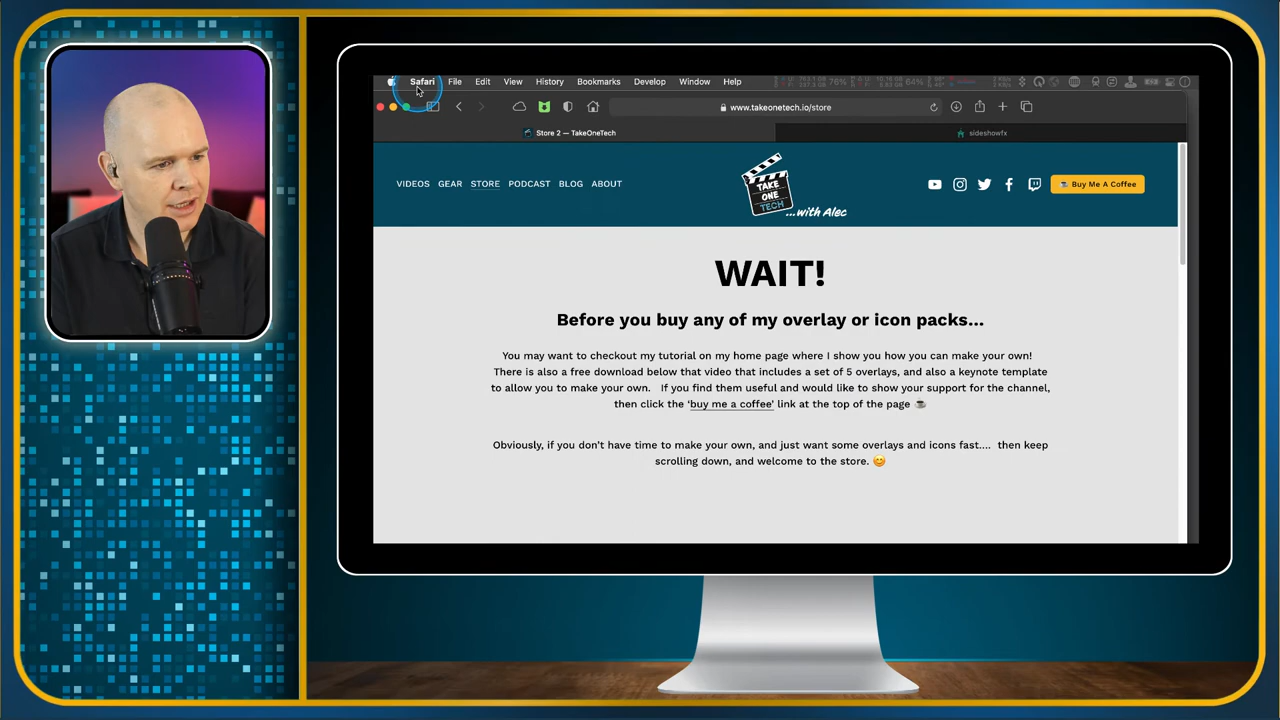 Safari File Edit View History Bookmarks Develop Window Help
76% 64%
www.takeonetech.io/store
Store 2 — TakeOneTech
sideshowfx
VIDEOS GEAR STORE PODCAST BLOG ABOUT
TAKE
ONE
TECH
...with Alec
☕ Buy Me A Coffee
WAIT!
Before you buy any of my overlay or icon packs...
You may want to checkout my tutorial on my home page where I show you how you can make your own!
There is also a free download below that video that includes a set of 5 overlays, and also a keynote template
to allow you to make your own. If you find them useful and would like to show your support for the channel,
then click the ‘buy me a coffee’ link at the top of the page ☕
Obviously, if you don’t have time to make your own, and just want some overlays and icons fast.... then keep
scrolling down, and welcome to the store. 😊